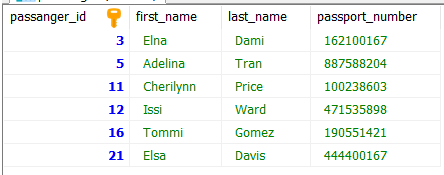 passanger_id first_name last_name passport_number
3 Elna Dami 162100167
5 Adelina Tran 887588204
11 Cherilynn Price 100238603
12 Issi Ward 471535898
16 Tommi Gomez 190551421
21 Elsa Davis 444400167